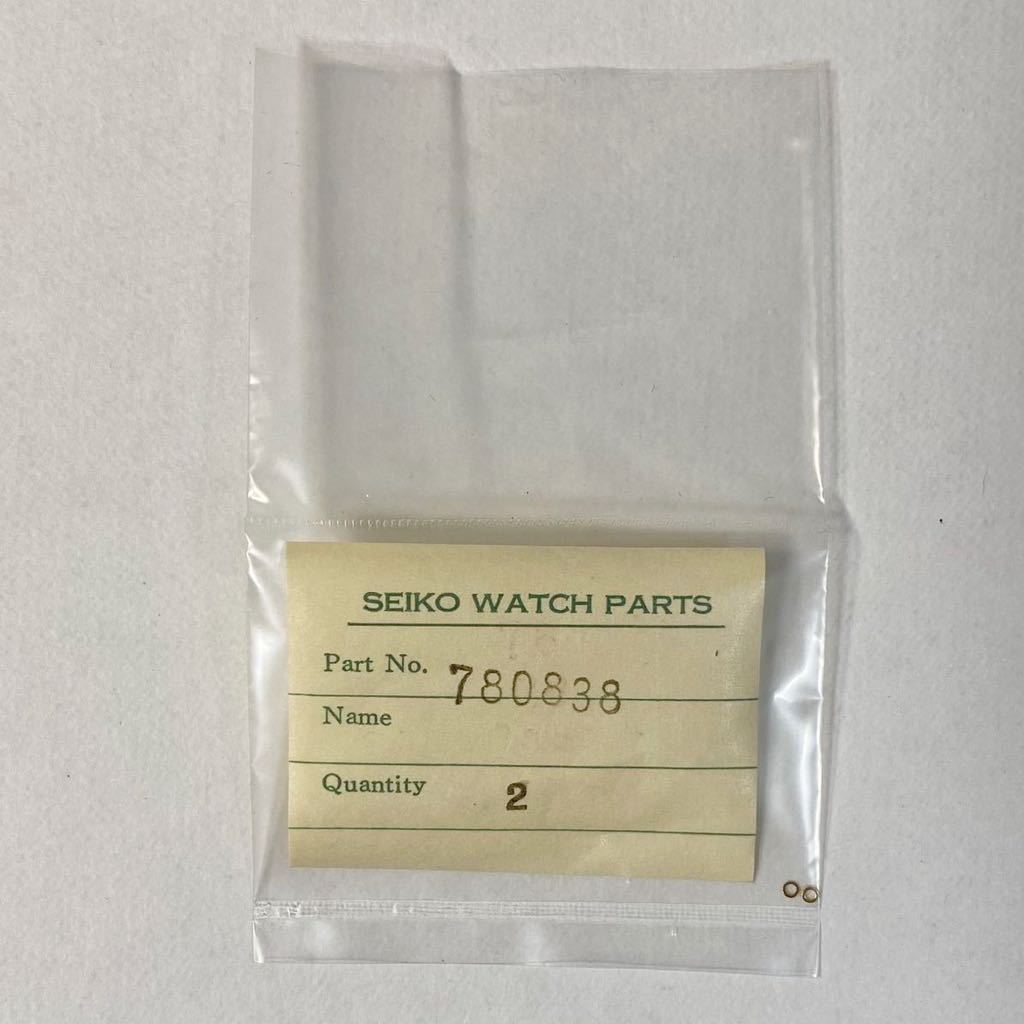 SEIKO WATCH PARTS
Part No. 780838
Name
Quantity 2